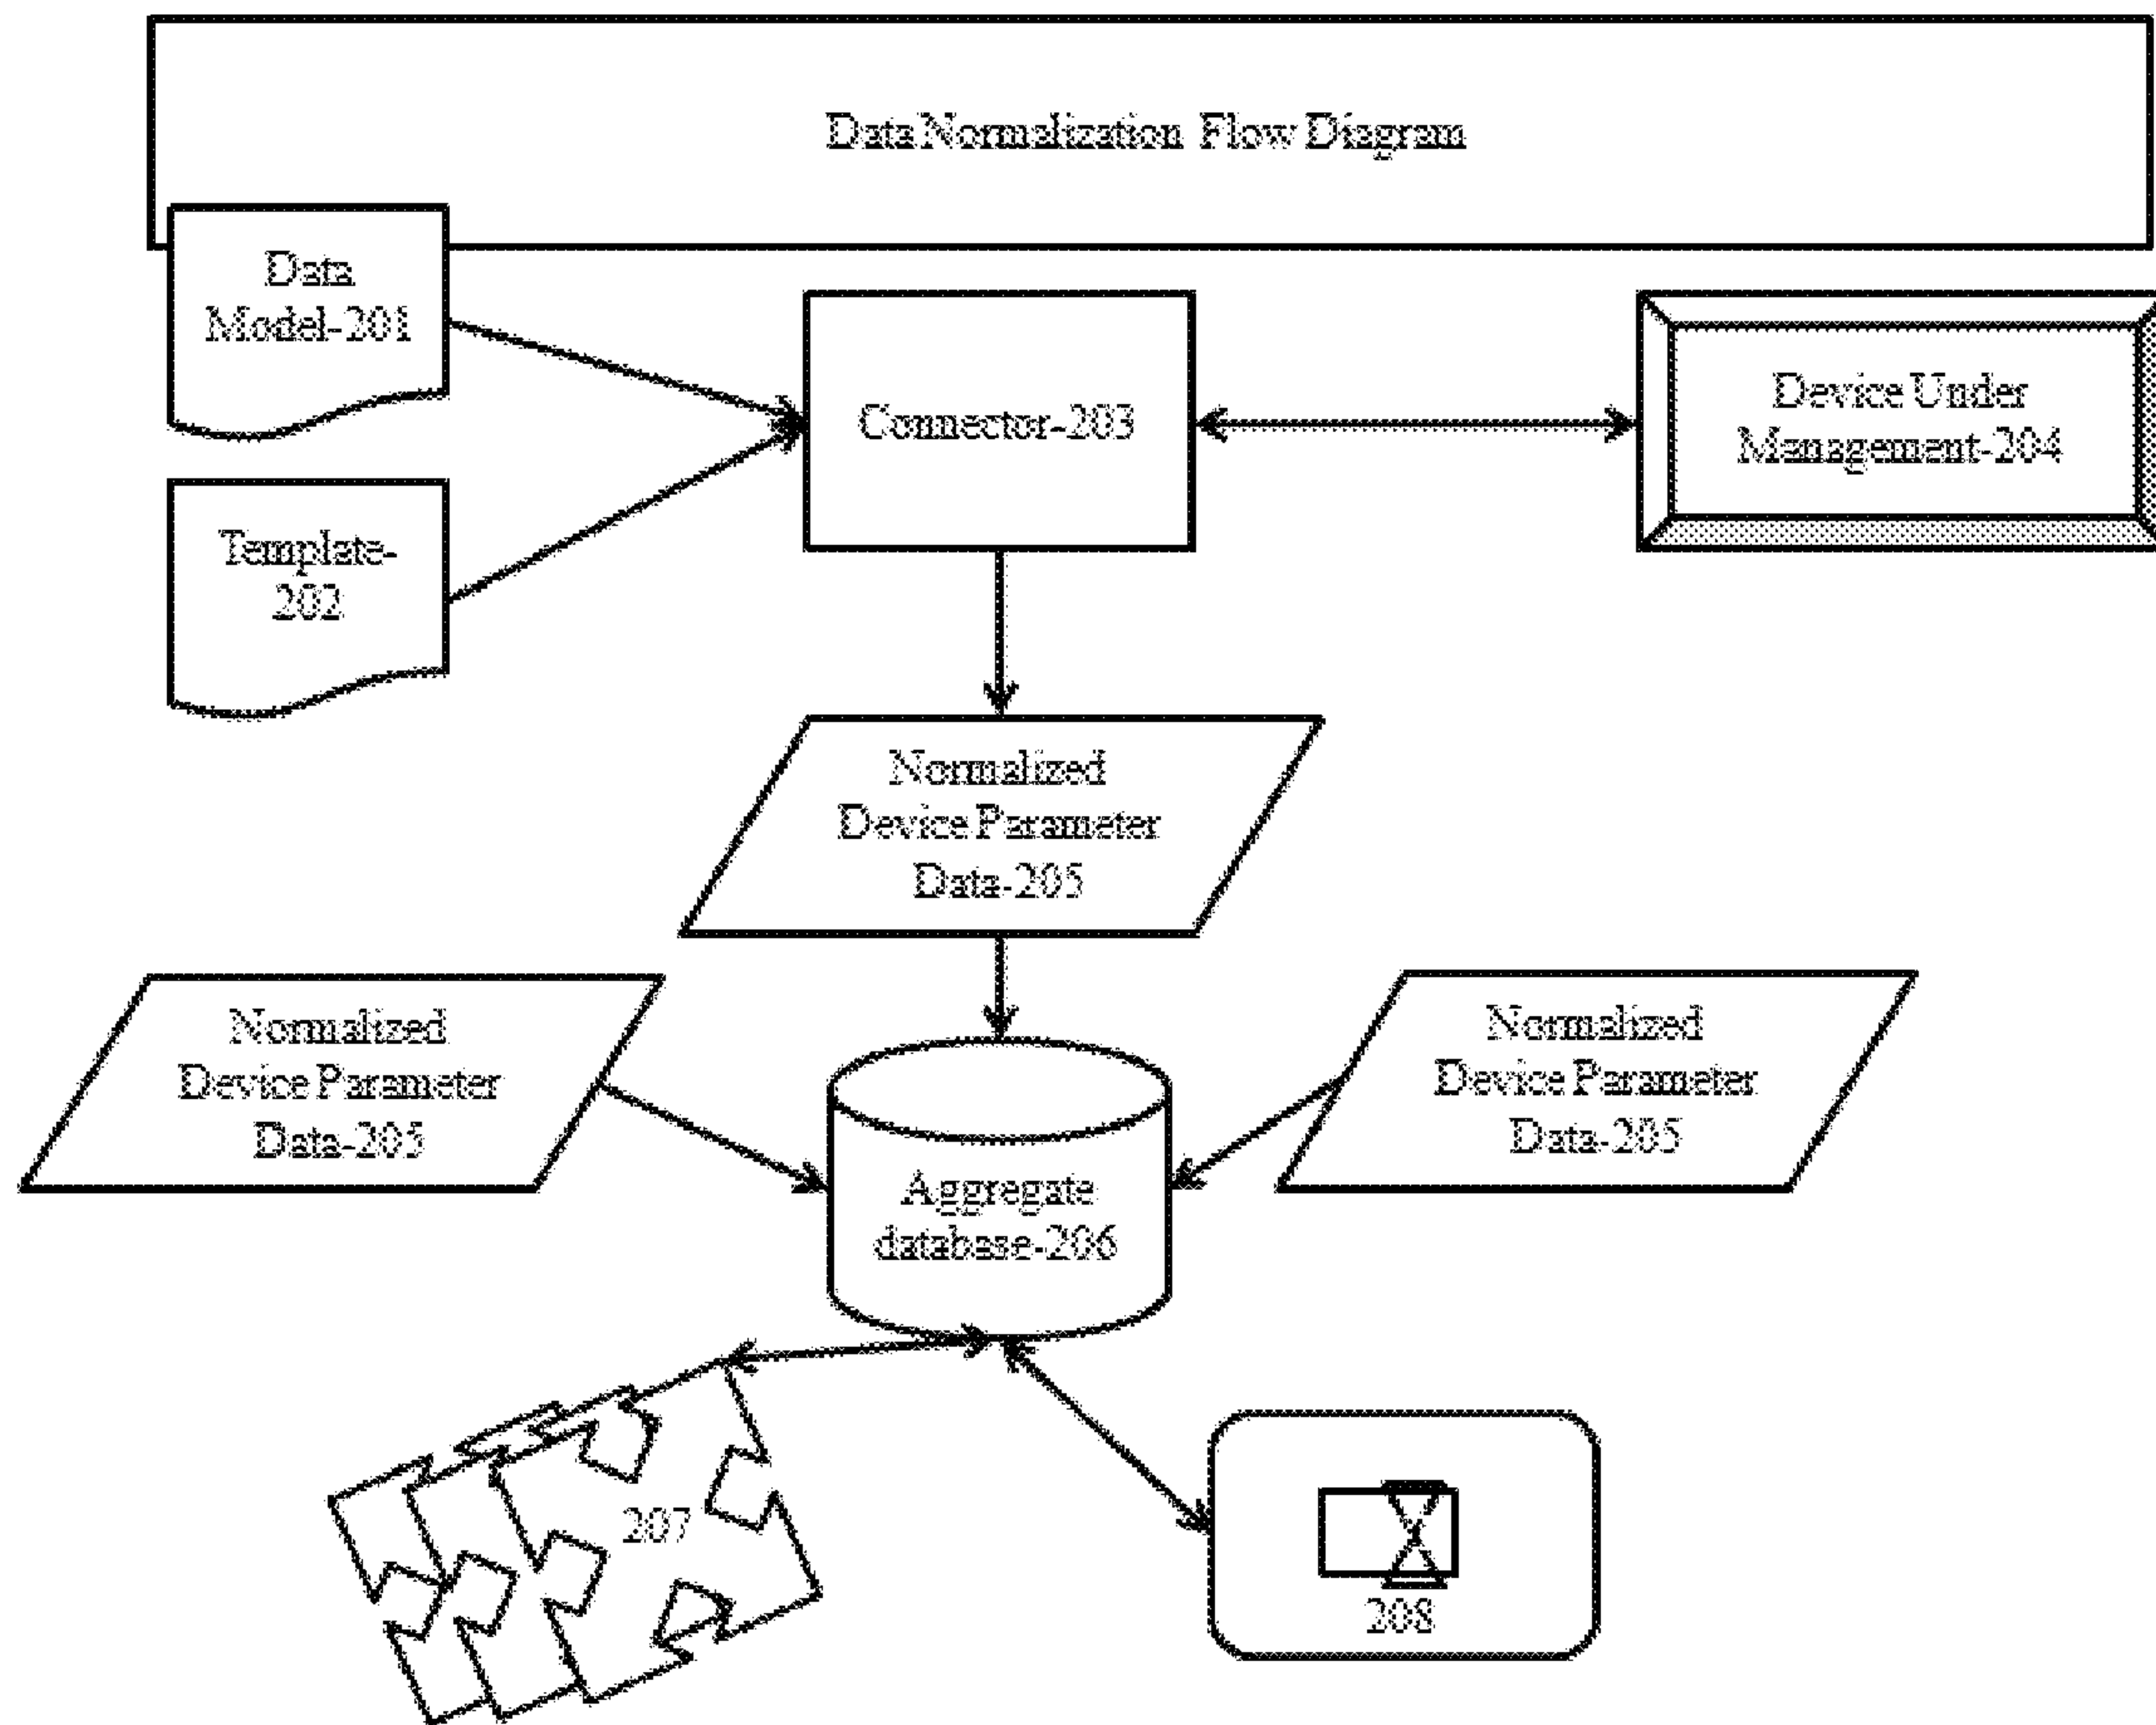 Data Normalization Flow Diagram
Data
Model-201
Connector-203
Device Under
Management-204
Template-
202
Normalized
Device Parameter
Data-205
Normalized
Device Parameter
Data-205
Normalized
Device Parameter
Data-205
Aggregate
database-206
207
208